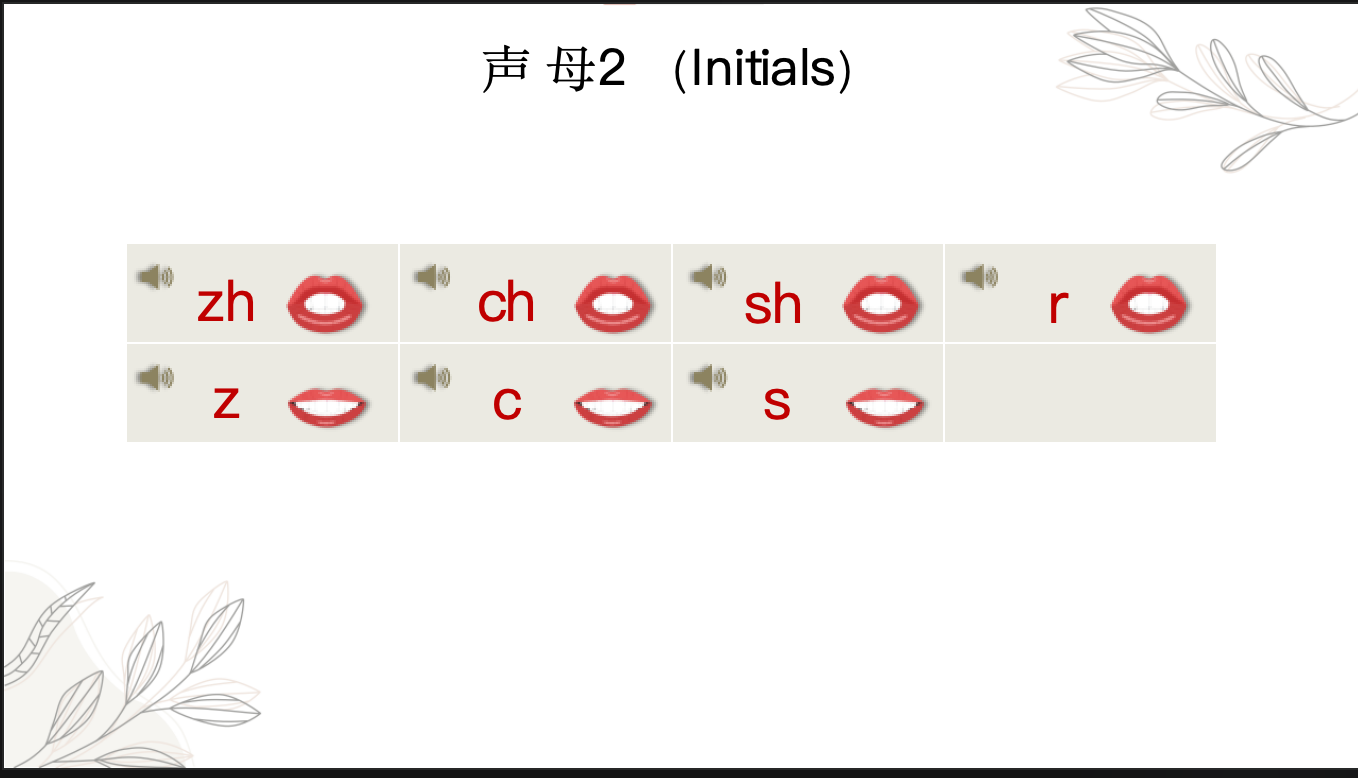 声 母2 （Initials）
zh ch sh r
z c s